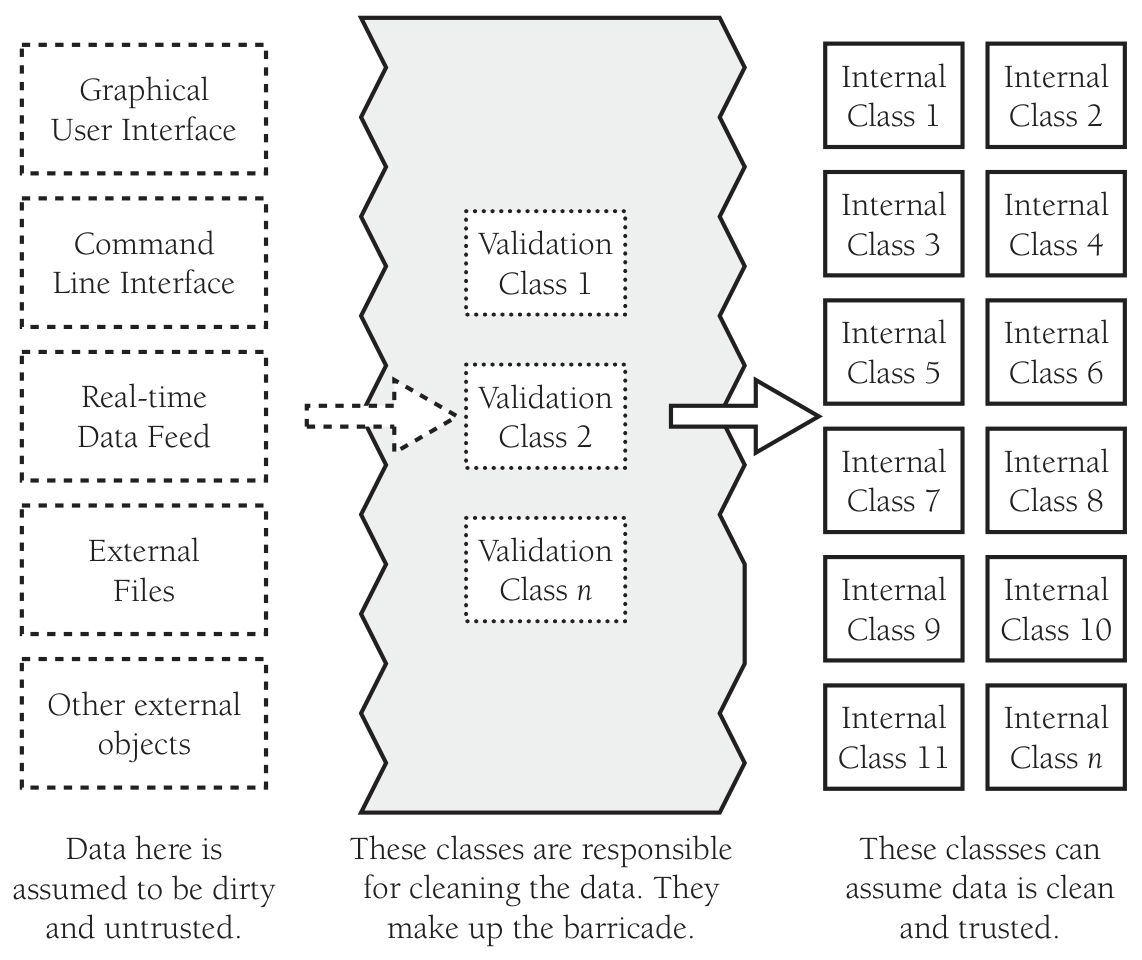 Graphical
User Interface
Command
Line Interface
Real-time
Data Feed
External
Files
Other external
objects
Data here is
assumed to be dirty
and untrusted.
Validation
Class 1
Validation
Class 2
Validation
Class n
These classes are responsible
for cleaning the data. They
make up the barricade.
Internal
Class 1
Internal
Class 2
Internal
Class 3
Internal
Class 4
Internal
Class 5
Internal
Class 6
Internal
Class 7
Internal
Class 8
Internal
Class 9
Internal
Class 10
Internal
Class 11
Internal
Class n
These classses can
assume data is clean
and trusted.